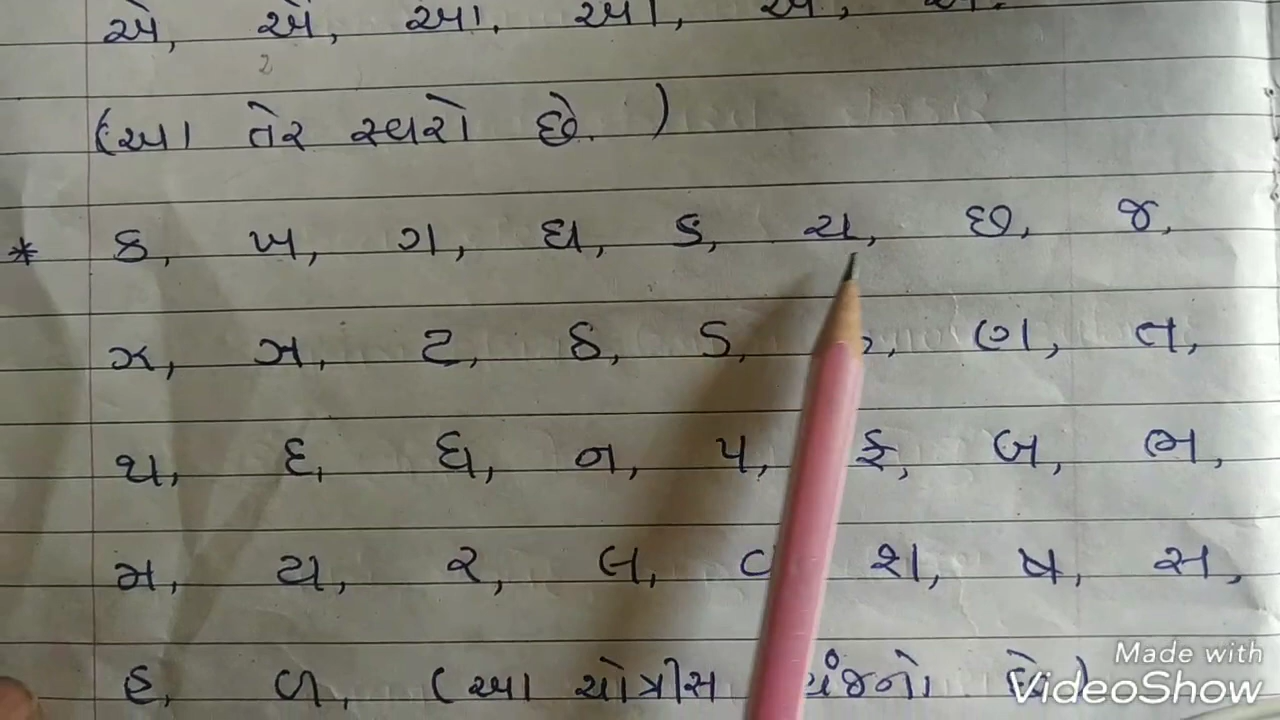 એ, ઐ,
(આ તેર સ્વરો છે.)
* ક, ખ, ગ, ઘ, ઙ, ચ, છ, જ,
ઝ, ઞ, ટ, ઠ, ડ, ણ, ત,
થ, દ, ધ, ન, પ, ફ, બ, ભ,
મ, ય, ર, લ, શ, ષ, સ,
હ, ળ, (આ ચોત્રીસ
Made with
VideoShow